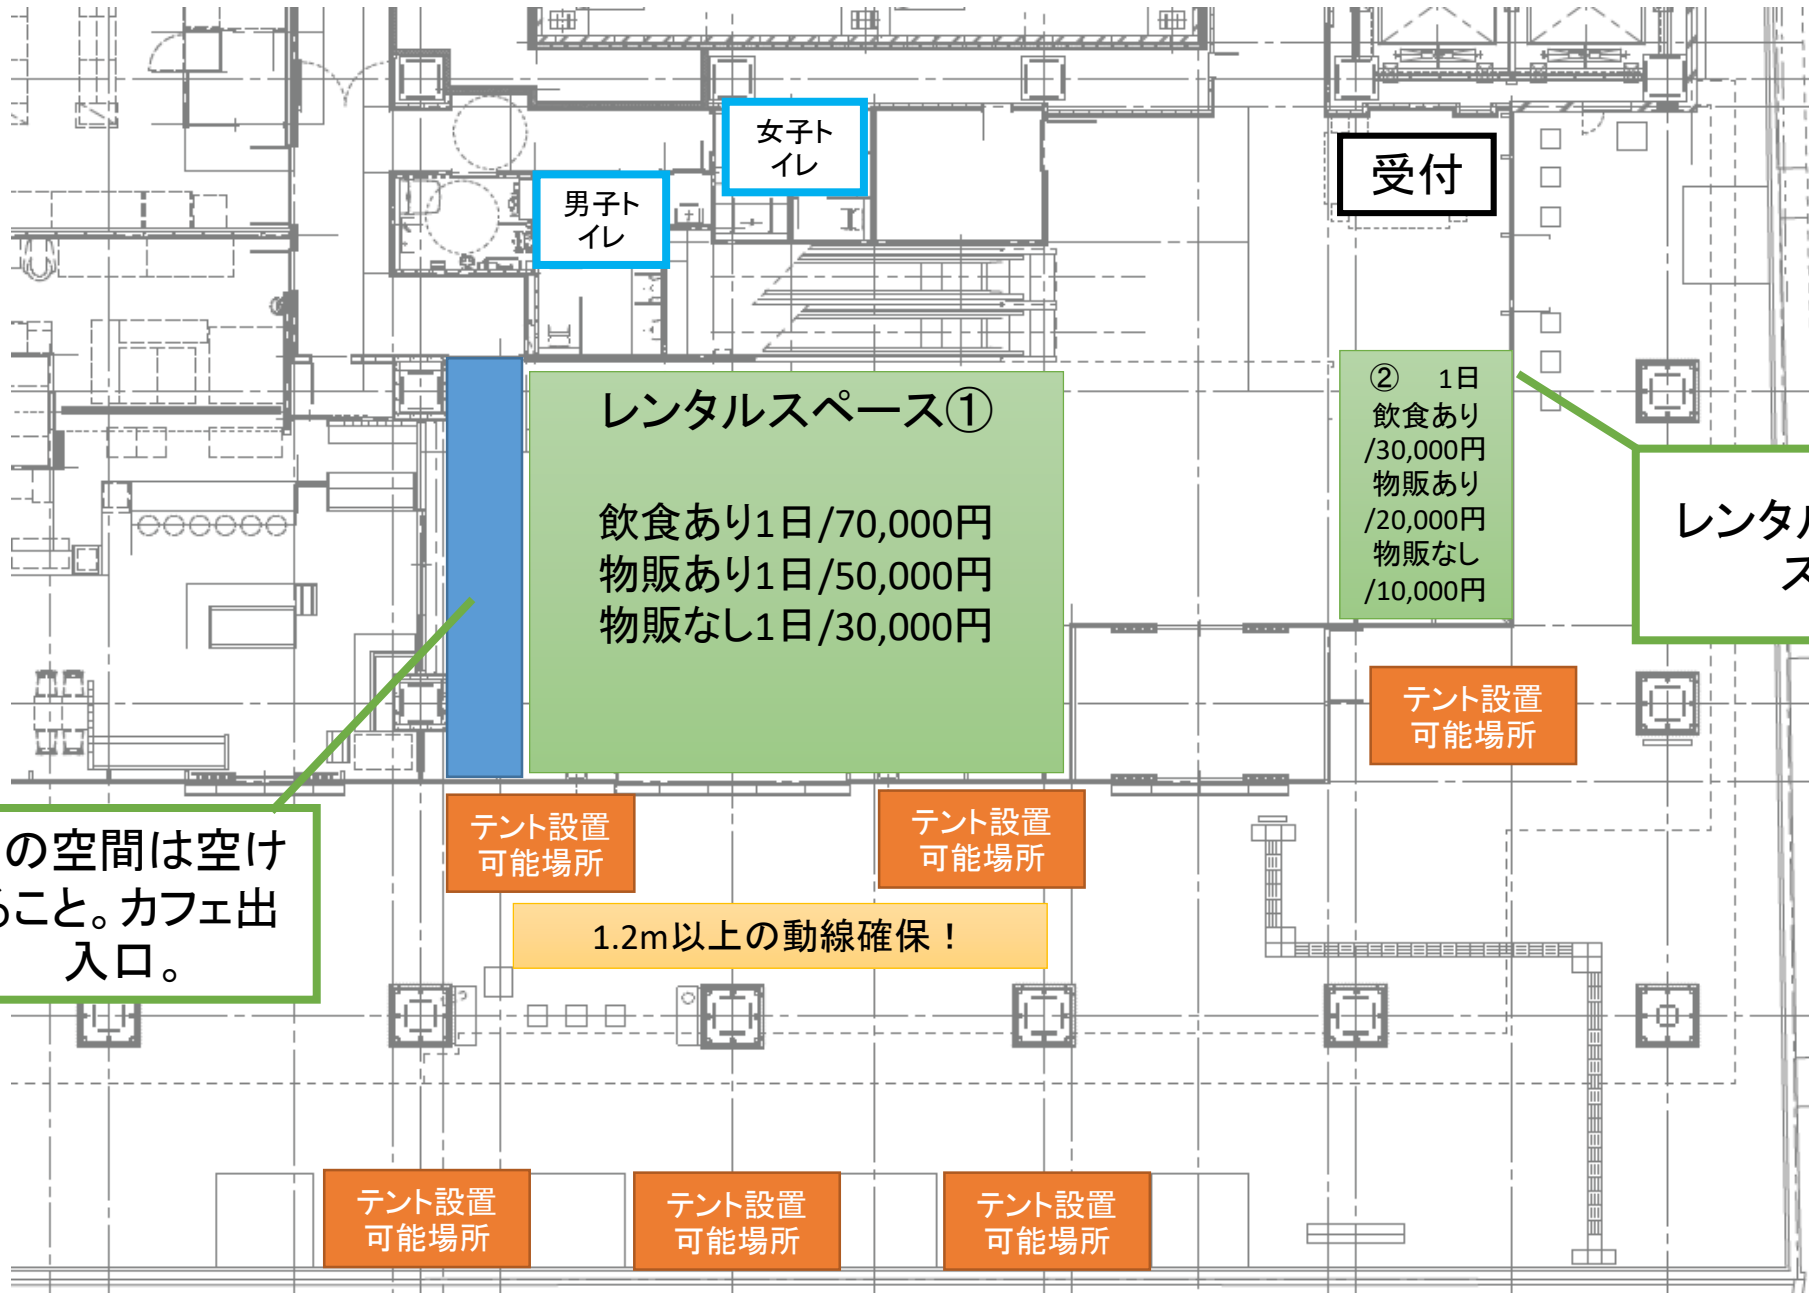 女子ト
イレ
男子ト
イレ
受付
レンタルスペース①
飲食あり1日/70,000円
物販あり1日/50,000円
物販なし1日/30,000円
② 1日
飲食あり
/30,000円
物販あり
/20,000円
物販なし
/10,000円
レンタル
ス
テント設置
可能場所
の空間は空け
ること。カフェ出
入口。
テント設置
可能場所
テント設置
可能場所
1.2m以上の動線確保！
テント設置
可能場所
テント設置
可能場所
テント設置
可能場所